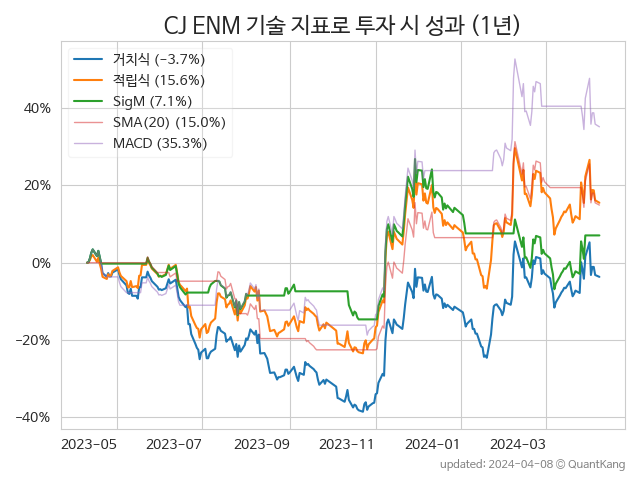 CJ ENM 기술 지표로 투자 시 성과 (1년)
거치식 (−3.7%)
적립식 (15.6%)
SigM (7.1%)
SMA(20) (15.0%)
MACD (35.3%)
40%
20%
0%
−20%
−40%
2023-05 2023-07 2023-09 2023-11 2024-01 2024-03
updated: 2024-04-08 © QuantKang